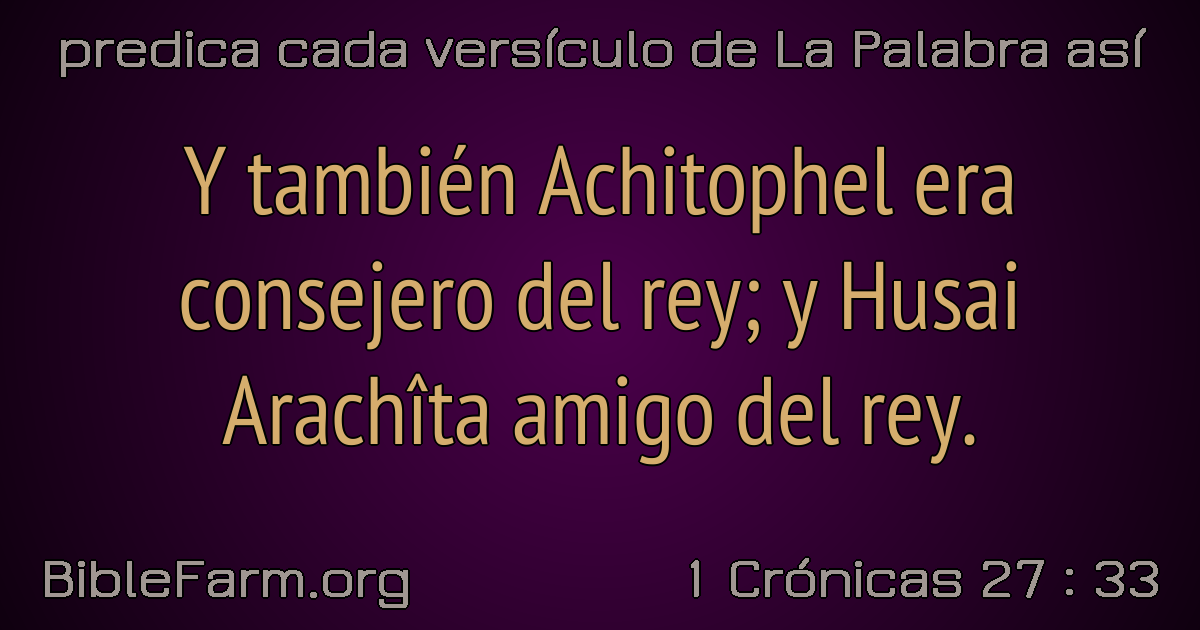 predica cada versículo de La Palabra así
Y también Achitophel era
consejero del rey; y Husai
Arachîta amigo del rey.
BibleFarm.org
1 Crónicas 27 : 33